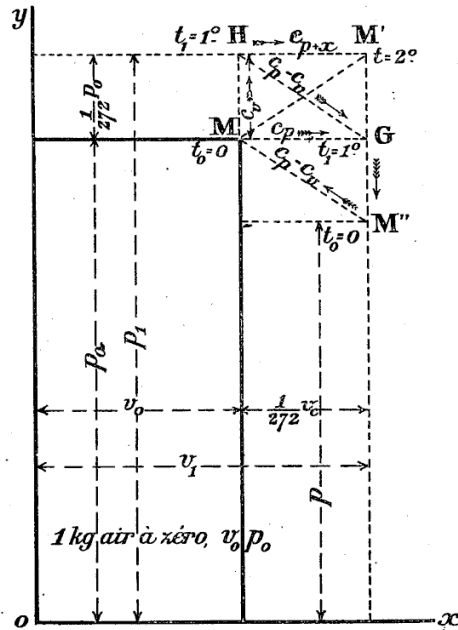 y
t₁=1° H e_{p+x} M'
t=2°
1/272 p₀
c_v
c_p-c_v
M c_p G
t₀=0 t₁=1°
c_p-c_v
M"
t₀=0
p₀
p₁
v₀
1/272 v₀
v₁
p
1 kg air à zéro, v₀ p₀
o x